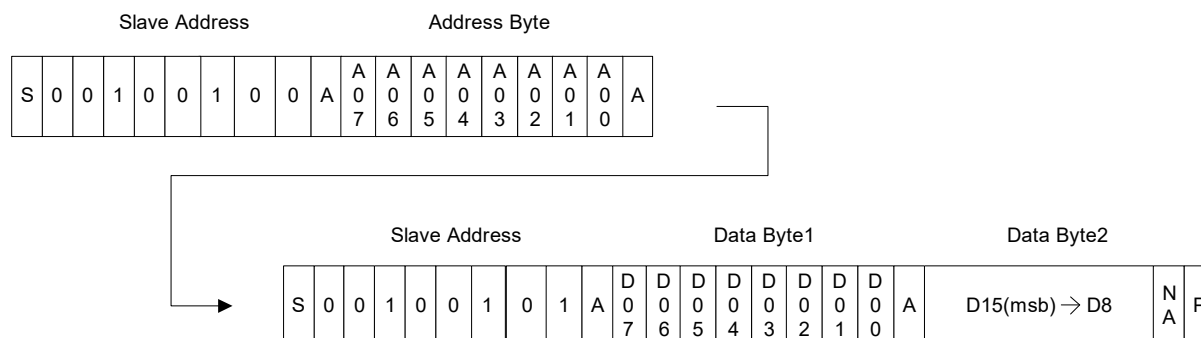 Slave Address Address Byte
S 0 0 1 0 0 1 0 0 A A07 A06 A05 A04 A03 A02 A01 A00 A
Slave Address Data Byte1 Data Byte2
S 0 0 1 0 0 1 0 1 A D07 D06 D05 D04 D03 D02 D01 D00 A D15(msb) → D8 NA P